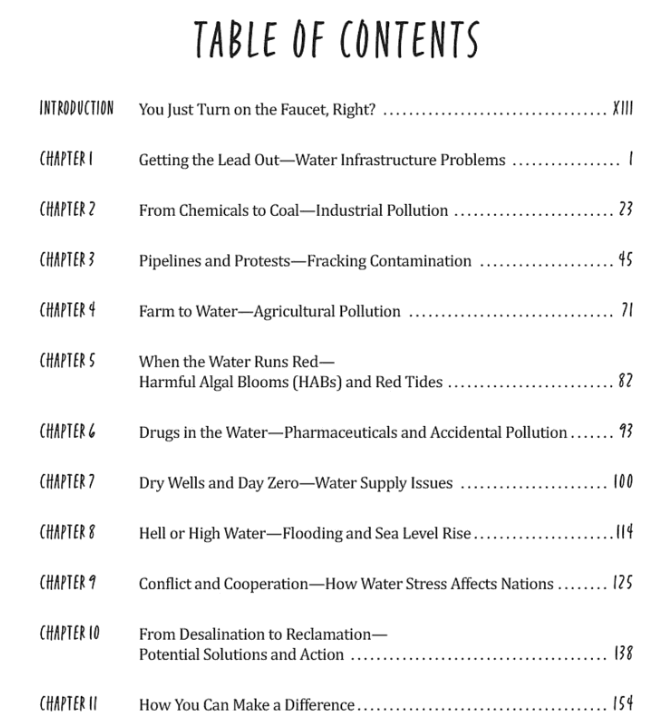 TABLE OF CONTENTS
INTRODUCTION You Just Turn on the Faucet, Right? .................................... XIII
CHAPTER 1 Getting the Lead Out—Water Infrastructure Problems ................. 1
CHAPTER 2 From Chemicals to Coal—Industrial Pollution ......................... 23
CHAPTER 3 Pipelines and Protests—Fracking Contamination ..................... 45
CHAPTER 4 Farm to Water—Agricultural Pollution ................................ 71
CHAPTER 5 When the Water Runs Red—
Harmful Algal Blooms (HABs) and Red Tides .......................... 82
CHAPTER 6 Drugs in the Water—Pharmaceuticals and Accidental Pollution ....... 93
CHAPTER 7 Dry Wells and Day Zero—Water Supply Issues ........................ 100
CHAPTER 8 Hell or High Water—Flooding and Sea Level Rise ...................... 114
CHAPTER 9 Conflict and Cooperation—How Water Stress Affects Nations ........ 125
CHAPTER 10 From Desalination to Reclamation—
Potential Solutions and Action ......................................... 138
CHAPTER 11 How You Can Make a Difference ........................................ 154